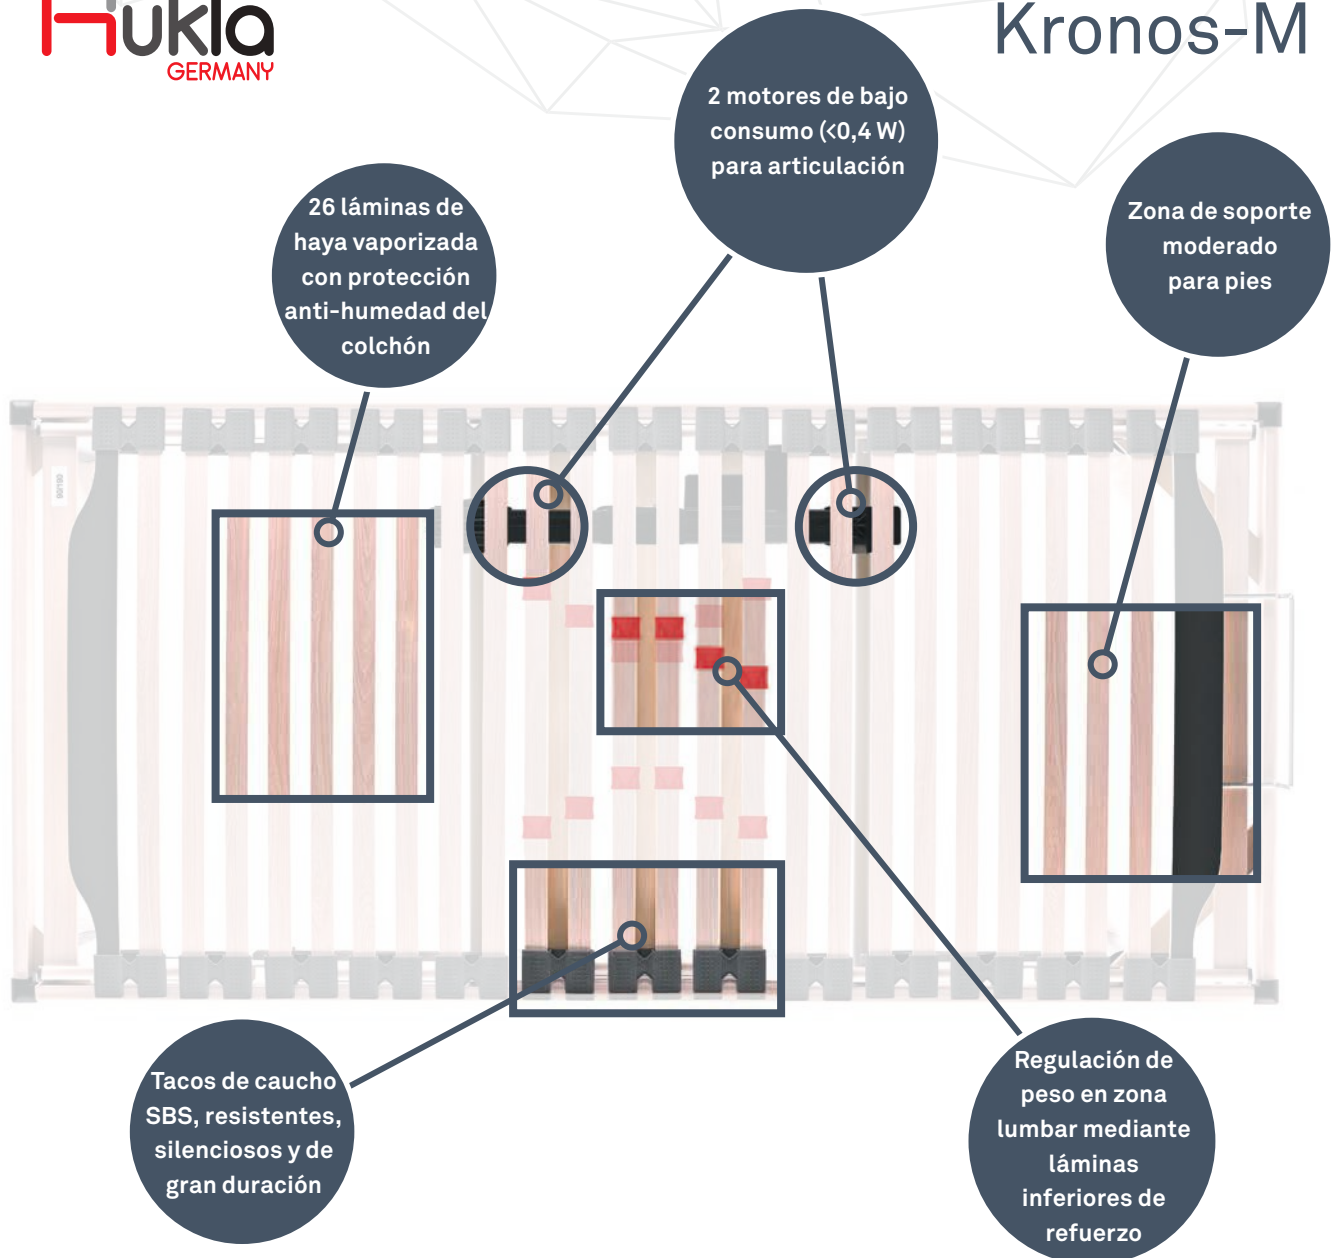 Hukla
GERMANY
Kronos-M
2 motores de bajo
consumo (<0,4 W)
para articulación
26 láminas de
haya vaporizada
con protección
anti-humedad del
colchón
Zona de soporte
moderado
para pies
90/190
Tacos de caucho
SBS, resistentes,
silenciosos y de
gran duración
Regulación de
peso en zona
lumbar mediante
láminas
inferiores de
refuerzo